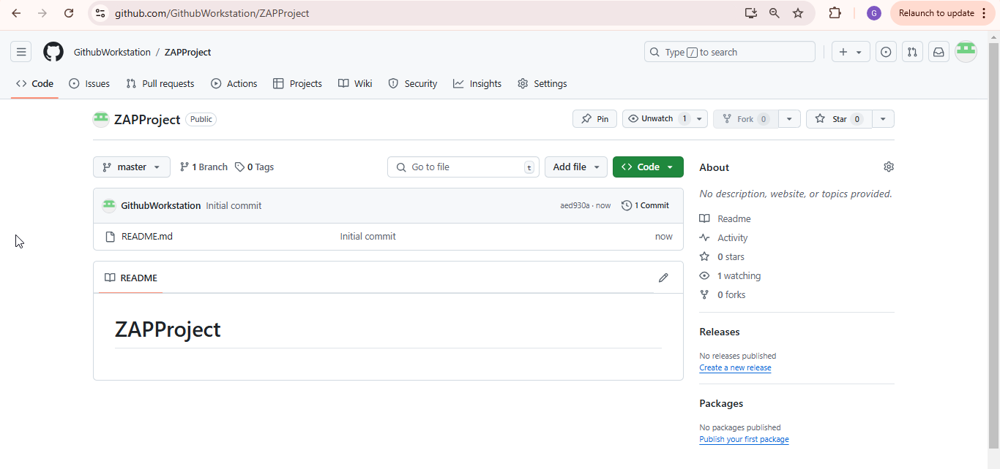 github.com/GithubWorkstation/ZAPProject
G
Relaunch to update
GithubWorkstation / ZAPProject
Type / to search
Code Issues Pull requests Actions Projects Wiki Security Insights Settings
ZAPProject Public
Pin Unwatch 1 Fork 0 Star 0
master 1 Branch 0 Tags Go to file t Add file Code
About
GithubWorkstation Initial commit aed930a · now 1 Commit
No description, website, or topics provided.
README.md Initial commit now
Readme
Activity
0 stars
1 watching
0 forks
README
ZAPProject
Releases
No releases published
Create a new release
Packages
No packages published
Publish your first package